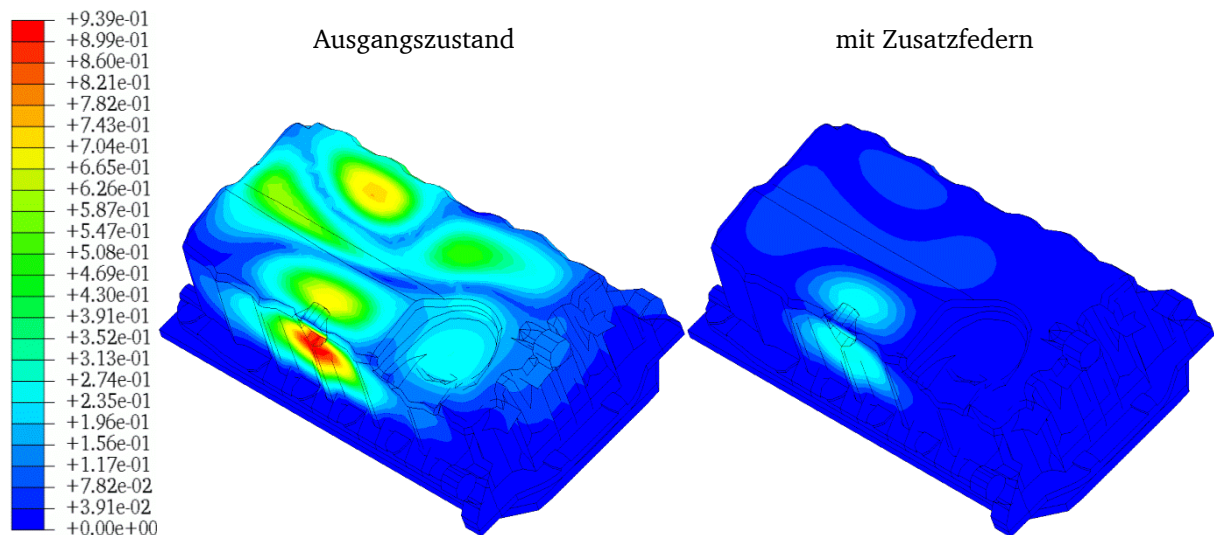 +9.39e-01
+8.99e-01
+8.60e-01
+8.21e-01
+7.82e-01
+7.43e-01
+7.04e-01
+6.65e-01
+6.26e-01
+5.87e-01
+5.47e-01
+5.08e-01
+4.69e-01
+4.30e-01
+3.91e-01
+3.52e-01
+3.13e-01
+2.74e-01
+2.35e-01
+1.96e-01
+1.56e-01
+1.17e-01
+7.82e-02
+3.91e-02
+0.00e+00
Ausgangszustand
mit Zusatzfedern